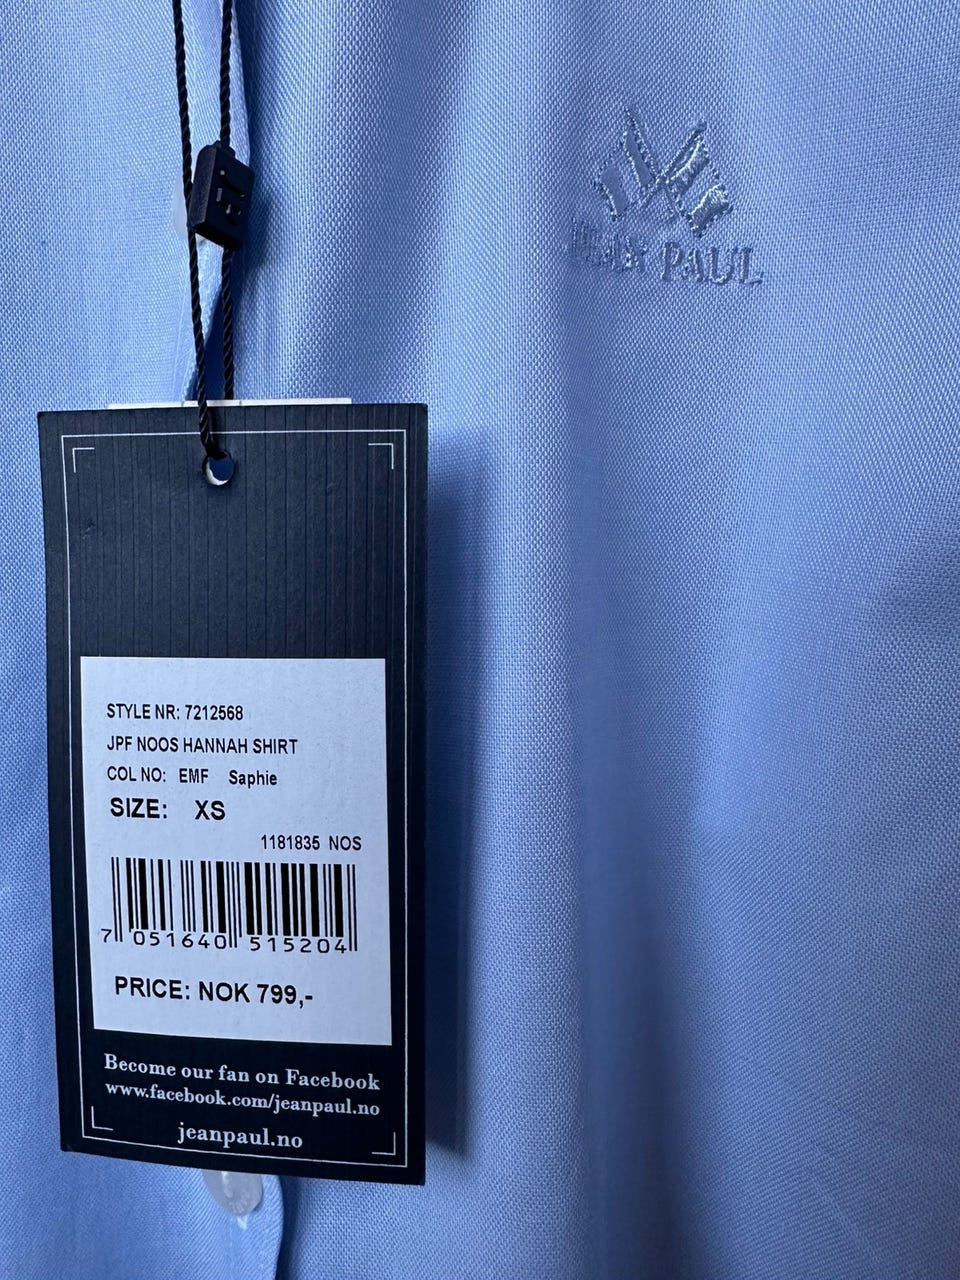 JEAN PAUL
STYLE NR: 7212568
JPF NOOS HANNAH SHIRT
COL NO: EMF Saphie
SIZE: XS
1181835 NOS
7 051640 515204
PRICE: NOK 799,-
Become our fan on Facebook
www.facebook.com/jeanpaul.no
jeanpaul.no